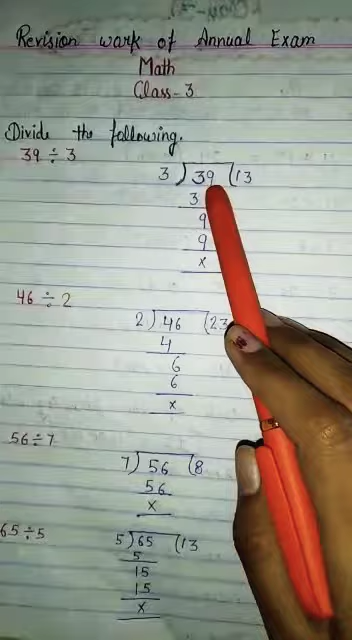 Revision wark of Annual Exam
Math
Class-3
Divide the following.
39 ÷ 3
3 ) 39 ( 13
3
9
9
x
46 ÷ 2
2 ) 46 ( 23
4
6
6
x
56 ÷ 7
7 ) 56 ( 8
56
x
65 ÷ 5
5 ) 65 ( 13
5
15
15
x